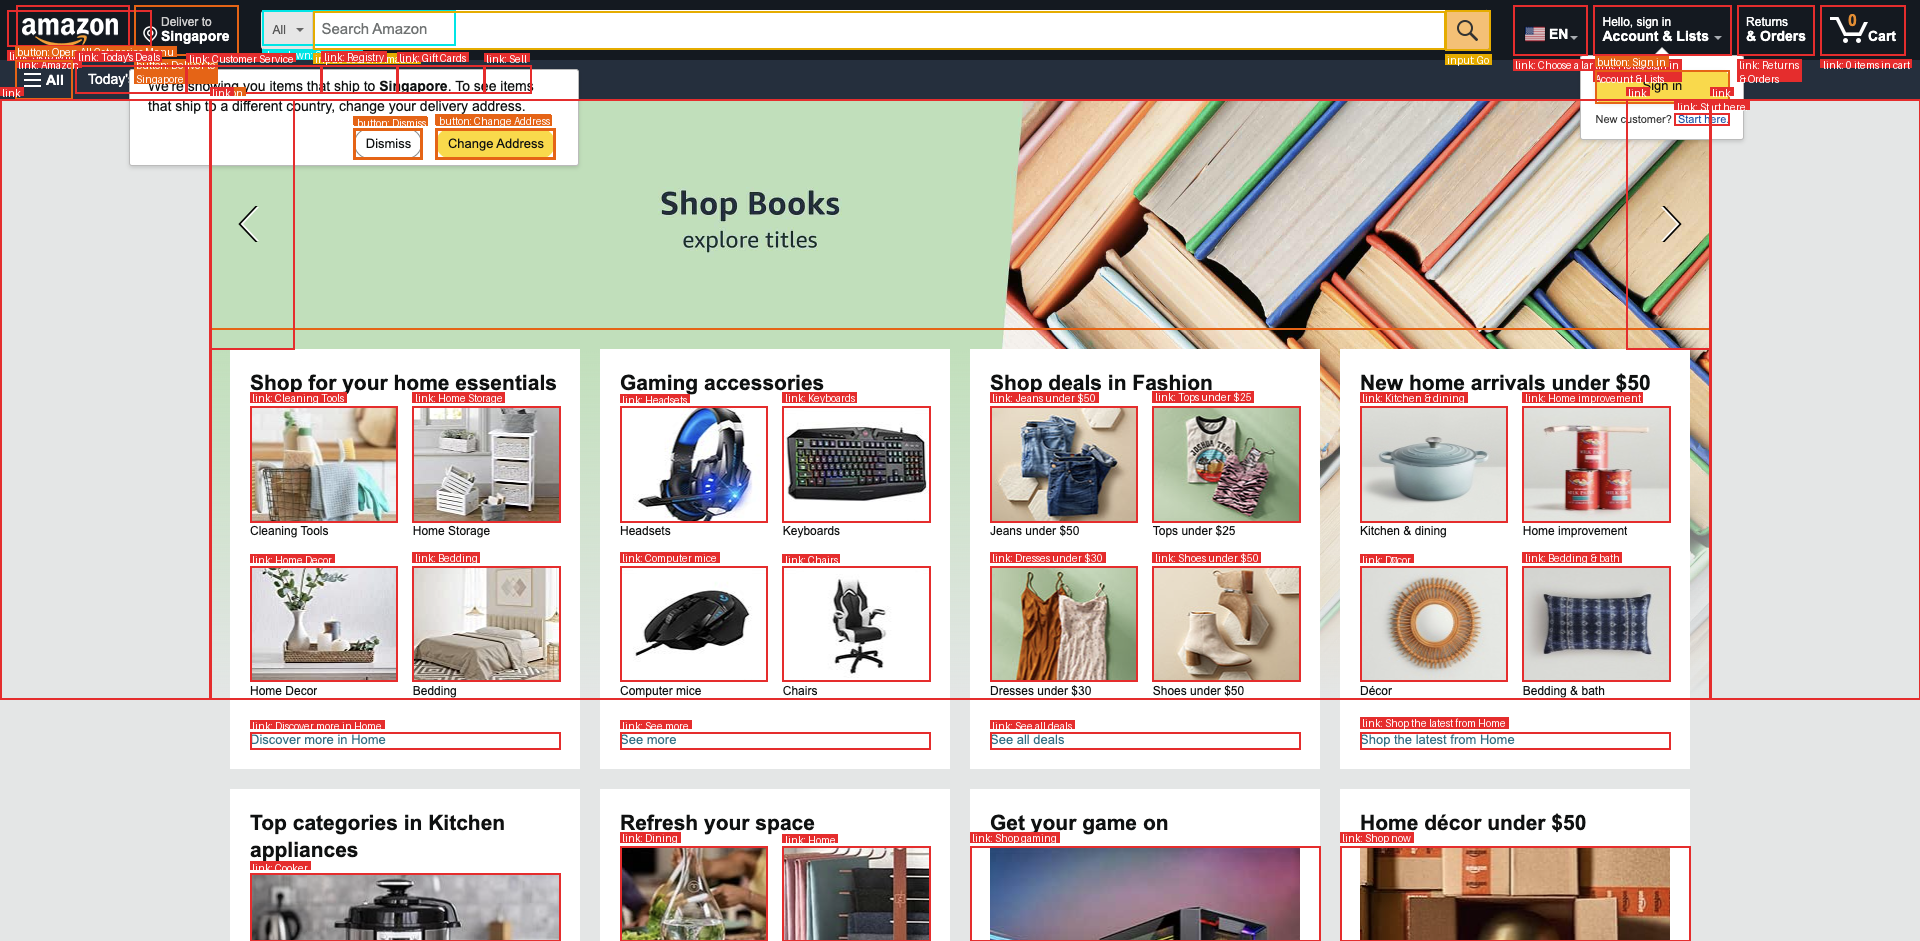 amazon
Deliver to
Singapore
All
Search Amazon
EN
Hello, sign in
Account & Lists
Returns
& Orders
0
Cart
button: Open All Categories Menu
link: Amazon
link: Today's Deals
link: Customer Service
link: Registry
link: Gift Cards
link: Sell
input Go
button: Sign in
Account & Lists
link: Returns
& Orders
link: 0 items in cart
All
Today's
link
link
link
Sign in
link: Start here
New customer? Start here.
We're showing you items that ship to Singapore. To see items
that ship to a different country, change your delivery address.
button: Dismiss
button: Change Address
Dismiss
Change Address
Shop Books
explore titles
Shop for your home essentials
link: Cleaning Tools
link: Home Storage
Cleaning Tools
Home Storage
link: Home Decor
link: Bedding
Home Decor
Bedding
link: Discover more in Home
Discover more in Home
Gaming accessories
link: Headsets
link: Keyboards
Headsets
Keyboards
link: Computer mice
link: Chairs
Computer mice
Chairs
link: See more
See more
Shop deals in Fashion
link: Jeans under $50
link: Tops under $25
JOSHUA TREE
Jeans under $50
Tops under $25
link: Dresses under $30
link: Shoes under $50
Dresses under $30
Shoes under $50
link: See all deals
See all deals
New home arrivals under $50
link: Kitchen & dining
link: Home improvement
Kitchen & dining
Home improvement
link: Décor
link: Bedding & bath
Décor
Bedding & bath
link: Shop the latest from Home
Shop the latest from Home
Top categories in Kitchen
appliances
link: Cooker
Refresh your space
link: Dining
link: Home
Get your game on
link: Shop gaming
Home décor under $50
link: Shop now